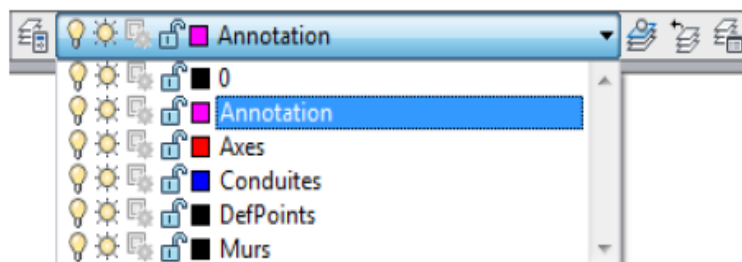 Annotation
0
Annotation
Axes
Conduites
DefPoints
Murs